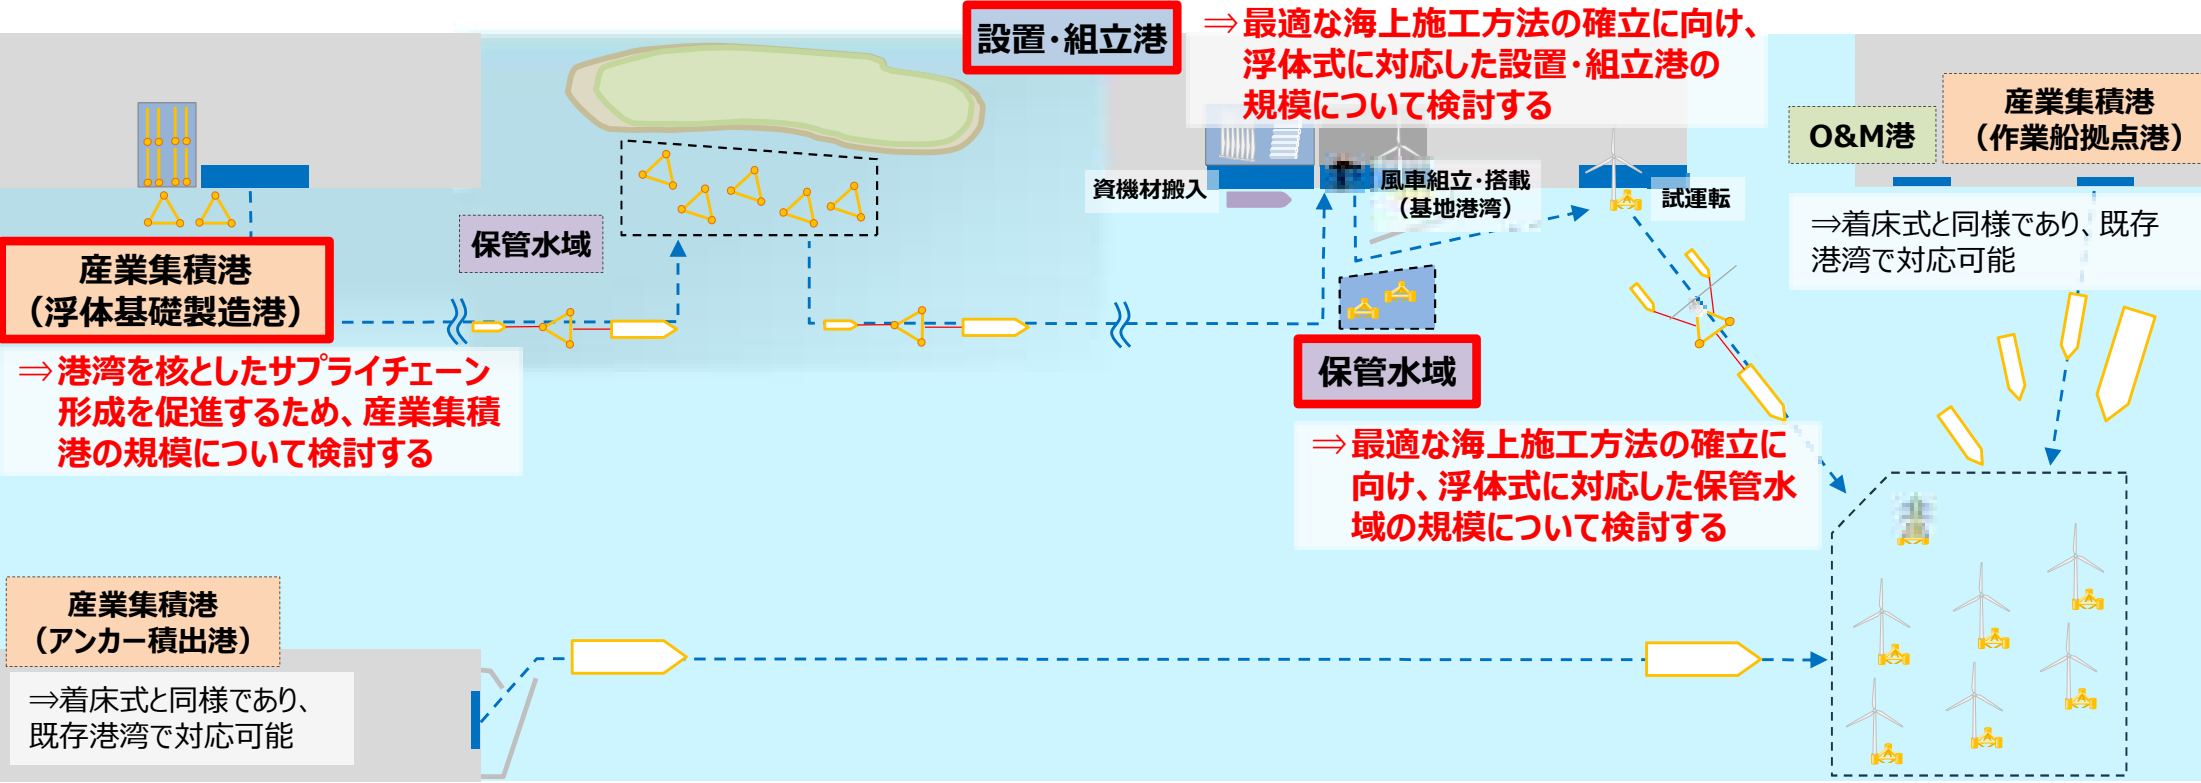 設置・組立港
⇒最適な海上施工方法の確立に向け、
浮体式に対応した設置・組立港の
規模について検討する
産業集積港
（作業船拠点港）
O&M港
資機材搬入
風車組立・搭載
（基地港湾）
試運転
⇒着床式と同様であり、既存
港湾で対応可能
保管水域
産業集積港
（浮体基礎製造港）
⇒港湾を核としたサプライチェーン
形成を促進するため、産業集積
港の規模について検討する
保管水域
⇒最適な海上施工方法の確立に
向け、浮体式に対応した保管水
域の規模について検討する
産業集積港
（アンカー積出港）
⇒着床式と同様であり、
既存港湾で対応可能